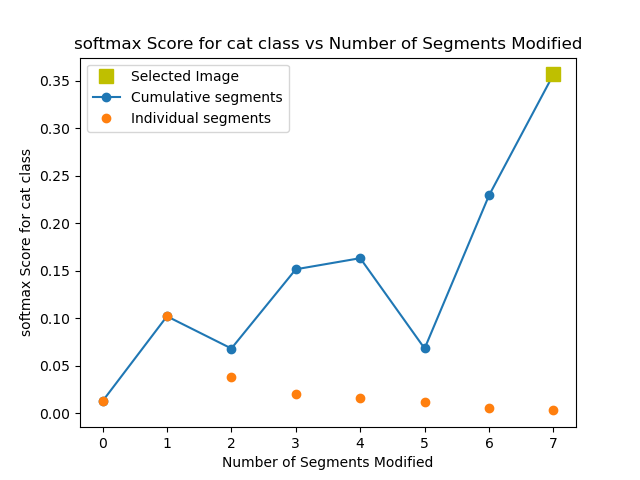 softmax Score for cat class vs Number of Segments Modified
Selected Image
Cumulative segments
Individual segments
softmax Score for cat class
0.35
0.30
0.25
0.20
0.15
0.10
0.05
0.00
0 1 2 3 4 5 6 7
Number of Segments Modified